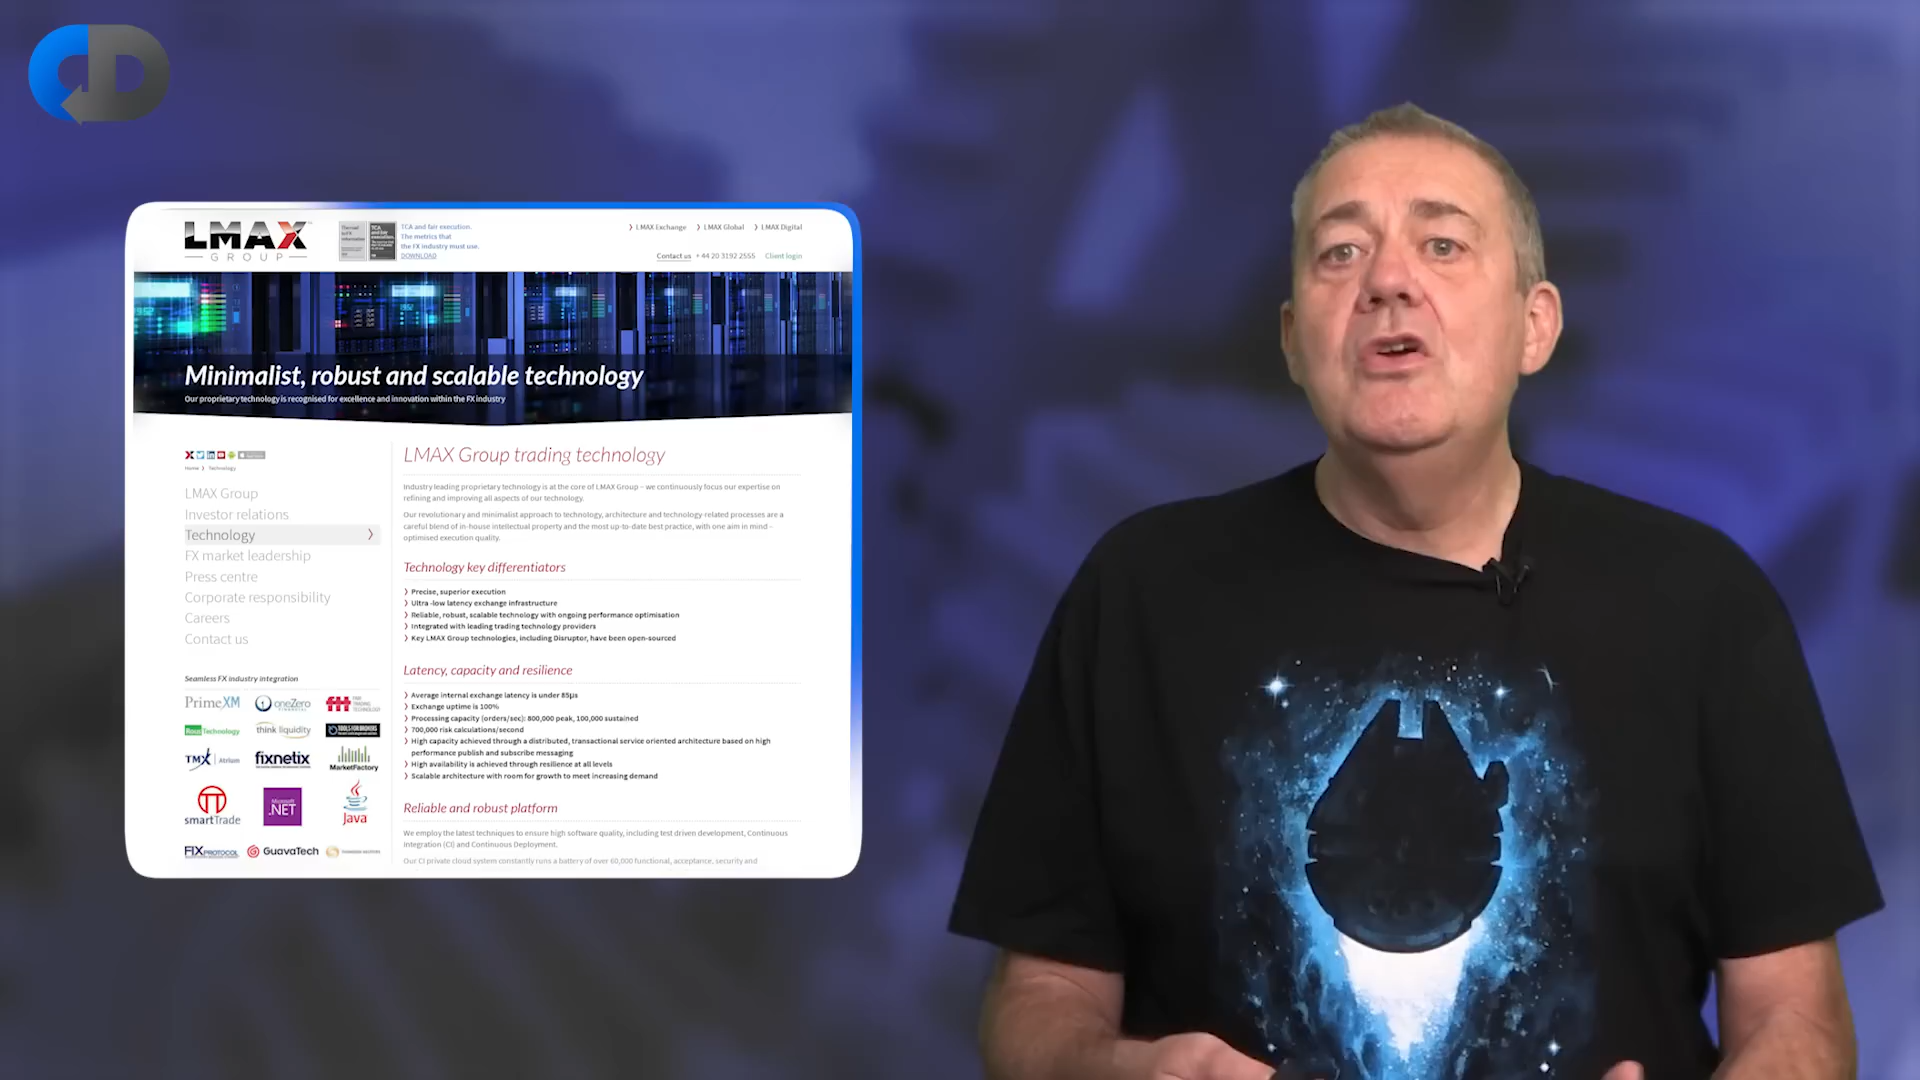 CD
LMAX
GROUP
TCA
TCA and fair execution.
The metrics that
the FX industry must use.
DOWNLOAD
LMAX Exchange
LMAX Global
LMAX Digital
Contact us
+ 44 20 3192 2555
Client login
Minimalist, robust and scalable technology
Our proprietary technology is recognised for excellence and innovation within the FX industry
Home
Technology
LMAX Group
Investor relations
Technology
FX market leadership
Press centre
Corporate responsibility
Careers
Contact us
Seamless FX industry integration
PrimeXM
oneZero
think liquidity
TOOLS FOR BROKERS
TMX Atrium
fixnetix
MarketFactory
smartTrade
Microsoft
.NET
Java
FIX PROTOCOL
GuavaTech
LMAX Group trading technology
Industry leading proprietary technology is at the core of LMAX Group – we continuously focus our expertise on
refining and improving all aspects of our technology.
Our revolutionary and minimalist approach to technology, architecture and technology-related processes are a
careful blend of in-house intellectual property and the most up-to-date best practice, with one aim in mind –
optimised execution quality.
Technology key differentiators
Precise, superior execution
Ultra -low latency exchange infrastructure
Reliable, robust, scalable technology with ongoing performance optimisation
Integrated with leading trading technology providers
Key LMAX Group technologies, including Disruptor, have been open-sourced
Latency, capacity and resilience
Average internal exchange latency is under 85µs
Exchange uptime is 100%
Processing capacity (orders/sec): 800,000 peak, 100,000 sustained
700,000 risk calculations/second
High capacity achieved through a distributed, transactional service oriented architecture based on high
performance publish and subscribe messaging
High availability is achieved through resilience at all levels
Scalable architecture with room for growth to meet increasing demand
Reliable and robust platform
We employ the latest techniques to ensure high software quality, including test driven development, Continuous
Integration (CI) and Continuous Deployment.
Our CI private cloud system constantly runs a battery of over 60,000 functional, acceptance, security and